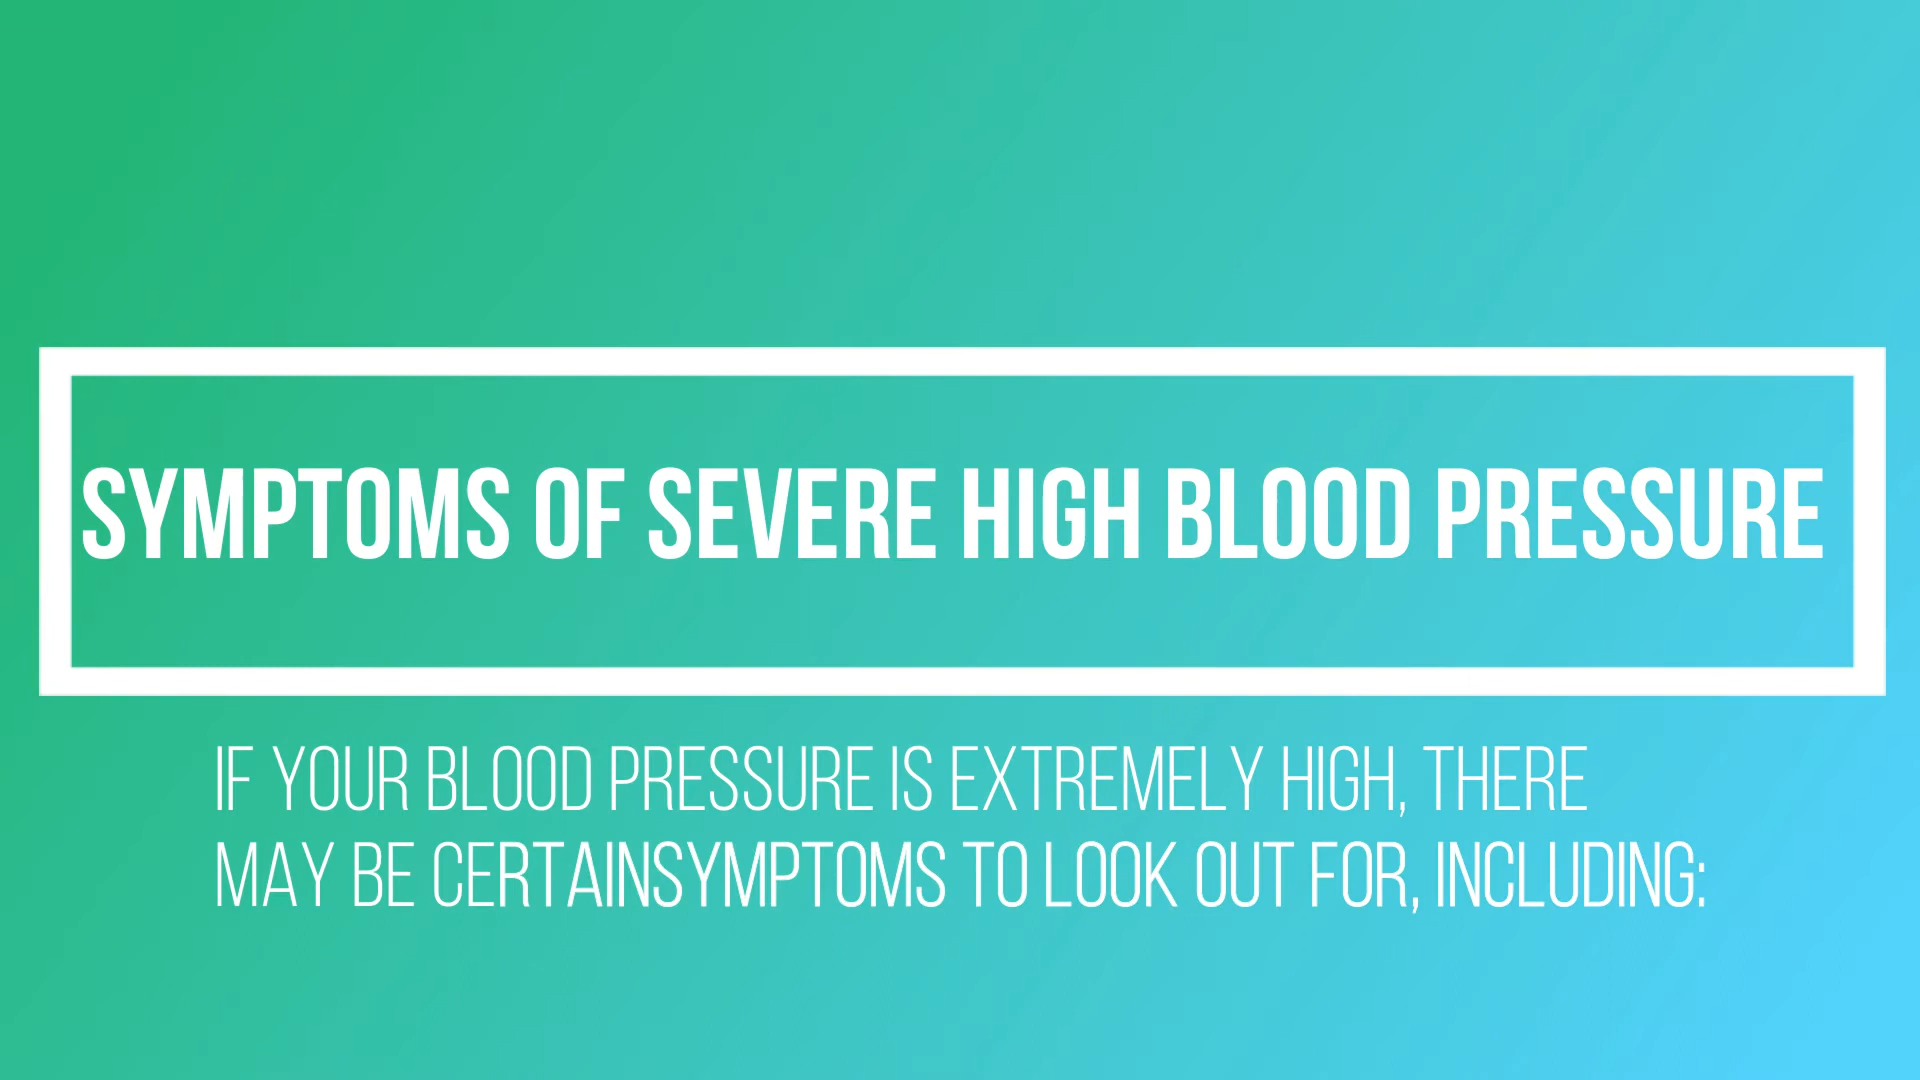 SYMPTOMS OF SEVERE HIGH BLOOD PRESSURE
IF YOUR BLOOD PRESSURE IS EXTREMELY HIGH, THERE
MAY BE CERTAINSYMPTOMS TO LOOK OUT FOR, INCLUDING: